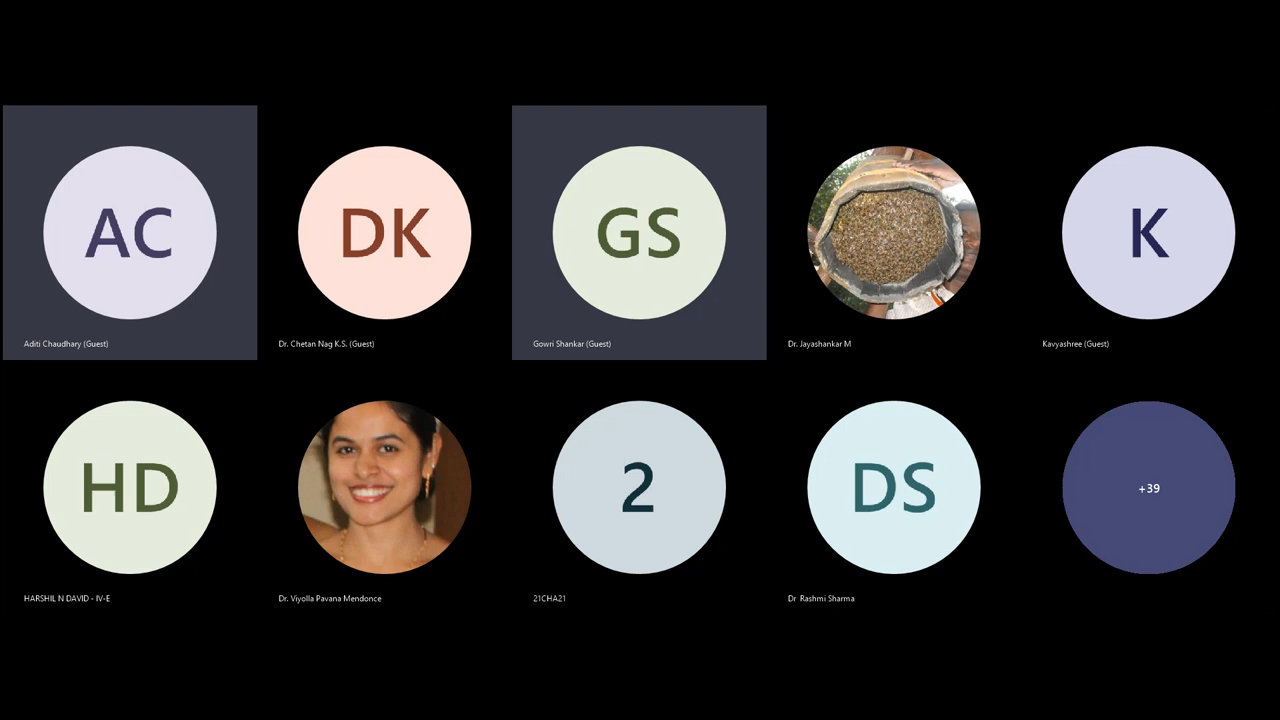 AC
DK
GS
K
Aditi Chaudhary (Guest)
Dr. Chetan Nag K.S. (Guest)
Gowri Shankar (Guest)
Dr. Jayashankar M
Kavyashree (Guest)
HD
2
DS
+39
HARSHIL N DAVID - IV-E
Dr. Viyolla Pavana Mendonce
21CHA21
Dr Rashmi Sharma